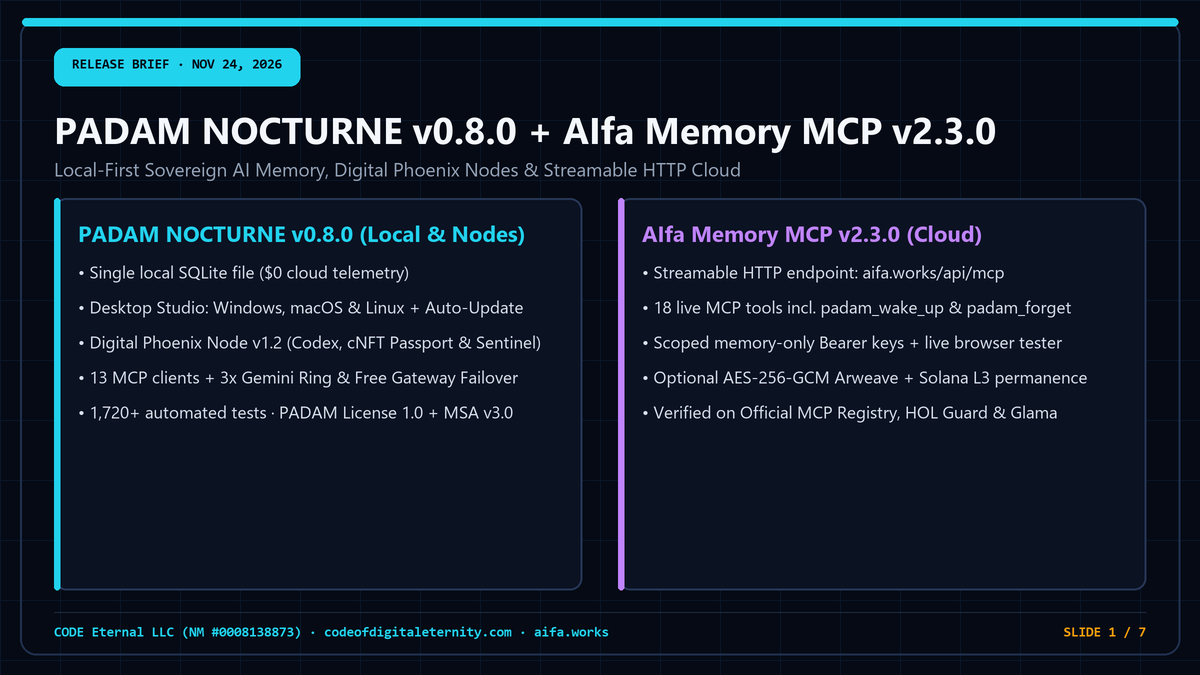 RELEASE BRIEF · NOV 24, 2026
PADAM NOCTURNE v0.8.0 + AIfa Memory MCP v2.3.0
Local-First Sovereign AI Memory, Digital Phoenix Nodes & Streamable HTTP Cloud
PADAM NOCTURNE v0.8.0 (Local & Nodes)
• Single local SQLite file ($0 cloud telemetry)
• Desktop Studio: Windows, macOS & Linux + Auto-Update
• Digital Phoenix Node v1.2 (Codex, cNFT Passport & Sentinel)
• 13 MCP clients + 3x Gemini Ring & Free Gateway Failover
• 1,720+ automated tests · PADAM License 1.0 + MSA v3.0
AIfa Memory MCP v2.3.0 (Cloud)
• Streamable HTTP endpoint: aifa.works/api/mcp
• 18 live MCP tools incl. padam_wake_up & padam_forget
• Scoped memory-only Bearer keys + live browser tester
• Optional AES-256-GCM Arweave + Solana L3 permanence
• Verified on Official MCP Registry, HOL Guard & Glama
CODE Eternal LLC (NM #0008138873) · codeofdigitaleternity.com · aifa.works
SLIDE 1 / 7